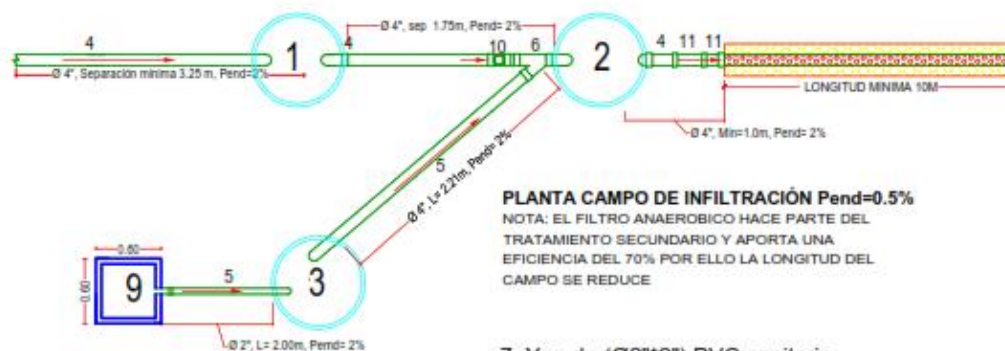 Ø 4", sep 1.75m, Pend= 2%
4
1
4
10
6
2
4 11 11
Ø 4", Separación minima 3.25 m, Pend=2%
LONGITUD MINIMA 10M
Ø 4", Min=1.0m, Pend= 2%
5
Ø 4", L= 2.21m, Pend= 2%
PLANTA CAMPO DE INFILTRACIÓN Pend=0.5%
NOTA: EL FILTRO ANAEROBICO HACE PARTE DEL
TRATAMIENTO SECUNDARIO Y APORTA UNA
EFICIENCIA DEL 70% POR ELLO LA LONGITUD DEL
CAMPO SE REDUCE
0.60
0.60
9
5
3
Ø 2", L= 2.00m, Pend= 2%